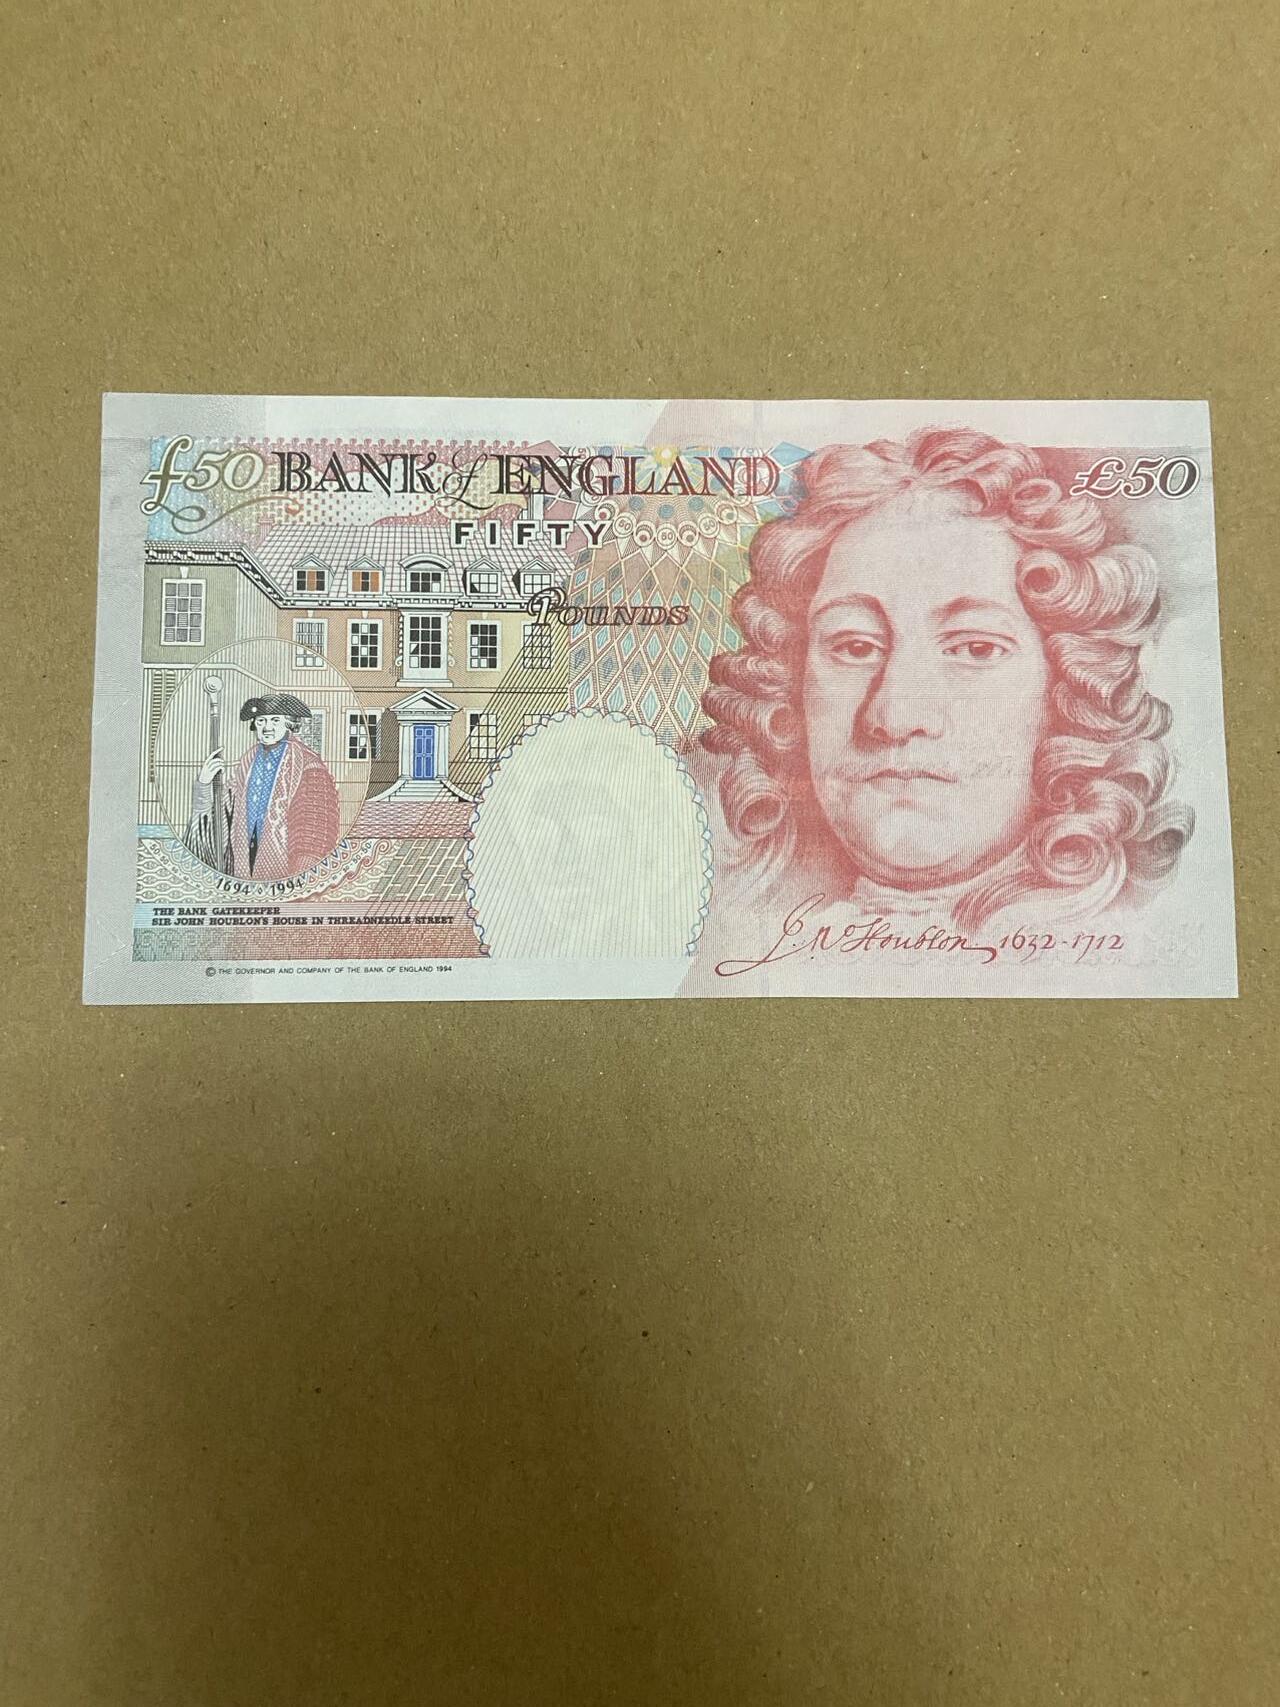 £50 BANK of ENGLAND £50
FIFTY
POUNDS
1694 ◊ 1994
THE BANK GATEKEEPER
SIR JOHN HOUBLON'S HOUSE IN THREADNEEDLE STREET
J. Houblon 1632-1712
© THE GOVERNOR AND COMPANY OF THE BANK OF ENGLAND 1994